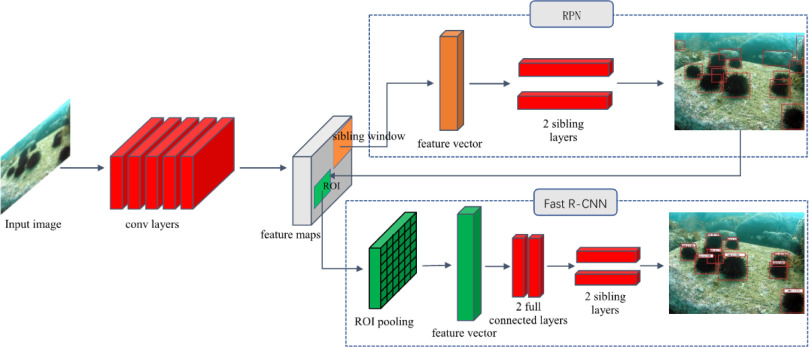 RPN
sibling window
feature vector
2 sibling
layers
Input image
conv layers
ROI
feature maps
Fast R-CNN
ROI pooling
feature vector
2 full
connected layers
2 sibling
layers